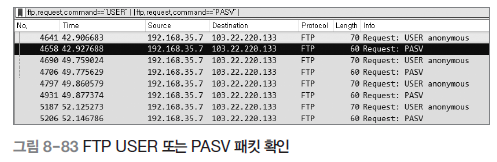 ftp.request.command=="USER" || ftp.request.command=="PASV"
No. Time Source Destination Protocol Length Info
4641 42.906683 192.168.35.7 103.22.220.133 FTP 70 Request: USER anonymous
4658 42.927688 192.168.35.7 103.22.220.133 FTP 60 Request: PASV
4690 49.759024 192.168.35.7 103.22.220.133 FTP 70 Request: USER anonymous
4706 49.775629 192.168.35.7 103.22.220.133 FTP 60 Request: PASV
4797 49.860579 192.168.35.7 103.22.220.133 FTP 70 Request: USER anonymous
4931 49.877374 192.168.35.7 103.22.220.133 FTP 60 Request: PASV
5187 52.125273 192.168.35.7 103.22.220.133 FTP 70 Request: USER anonymous
5206 52.146786 192.168.35.7 103.22.220.133 FTP 60 Request: PASV
그림 8-83 FTP USER 또는 PASV 패킷 확인